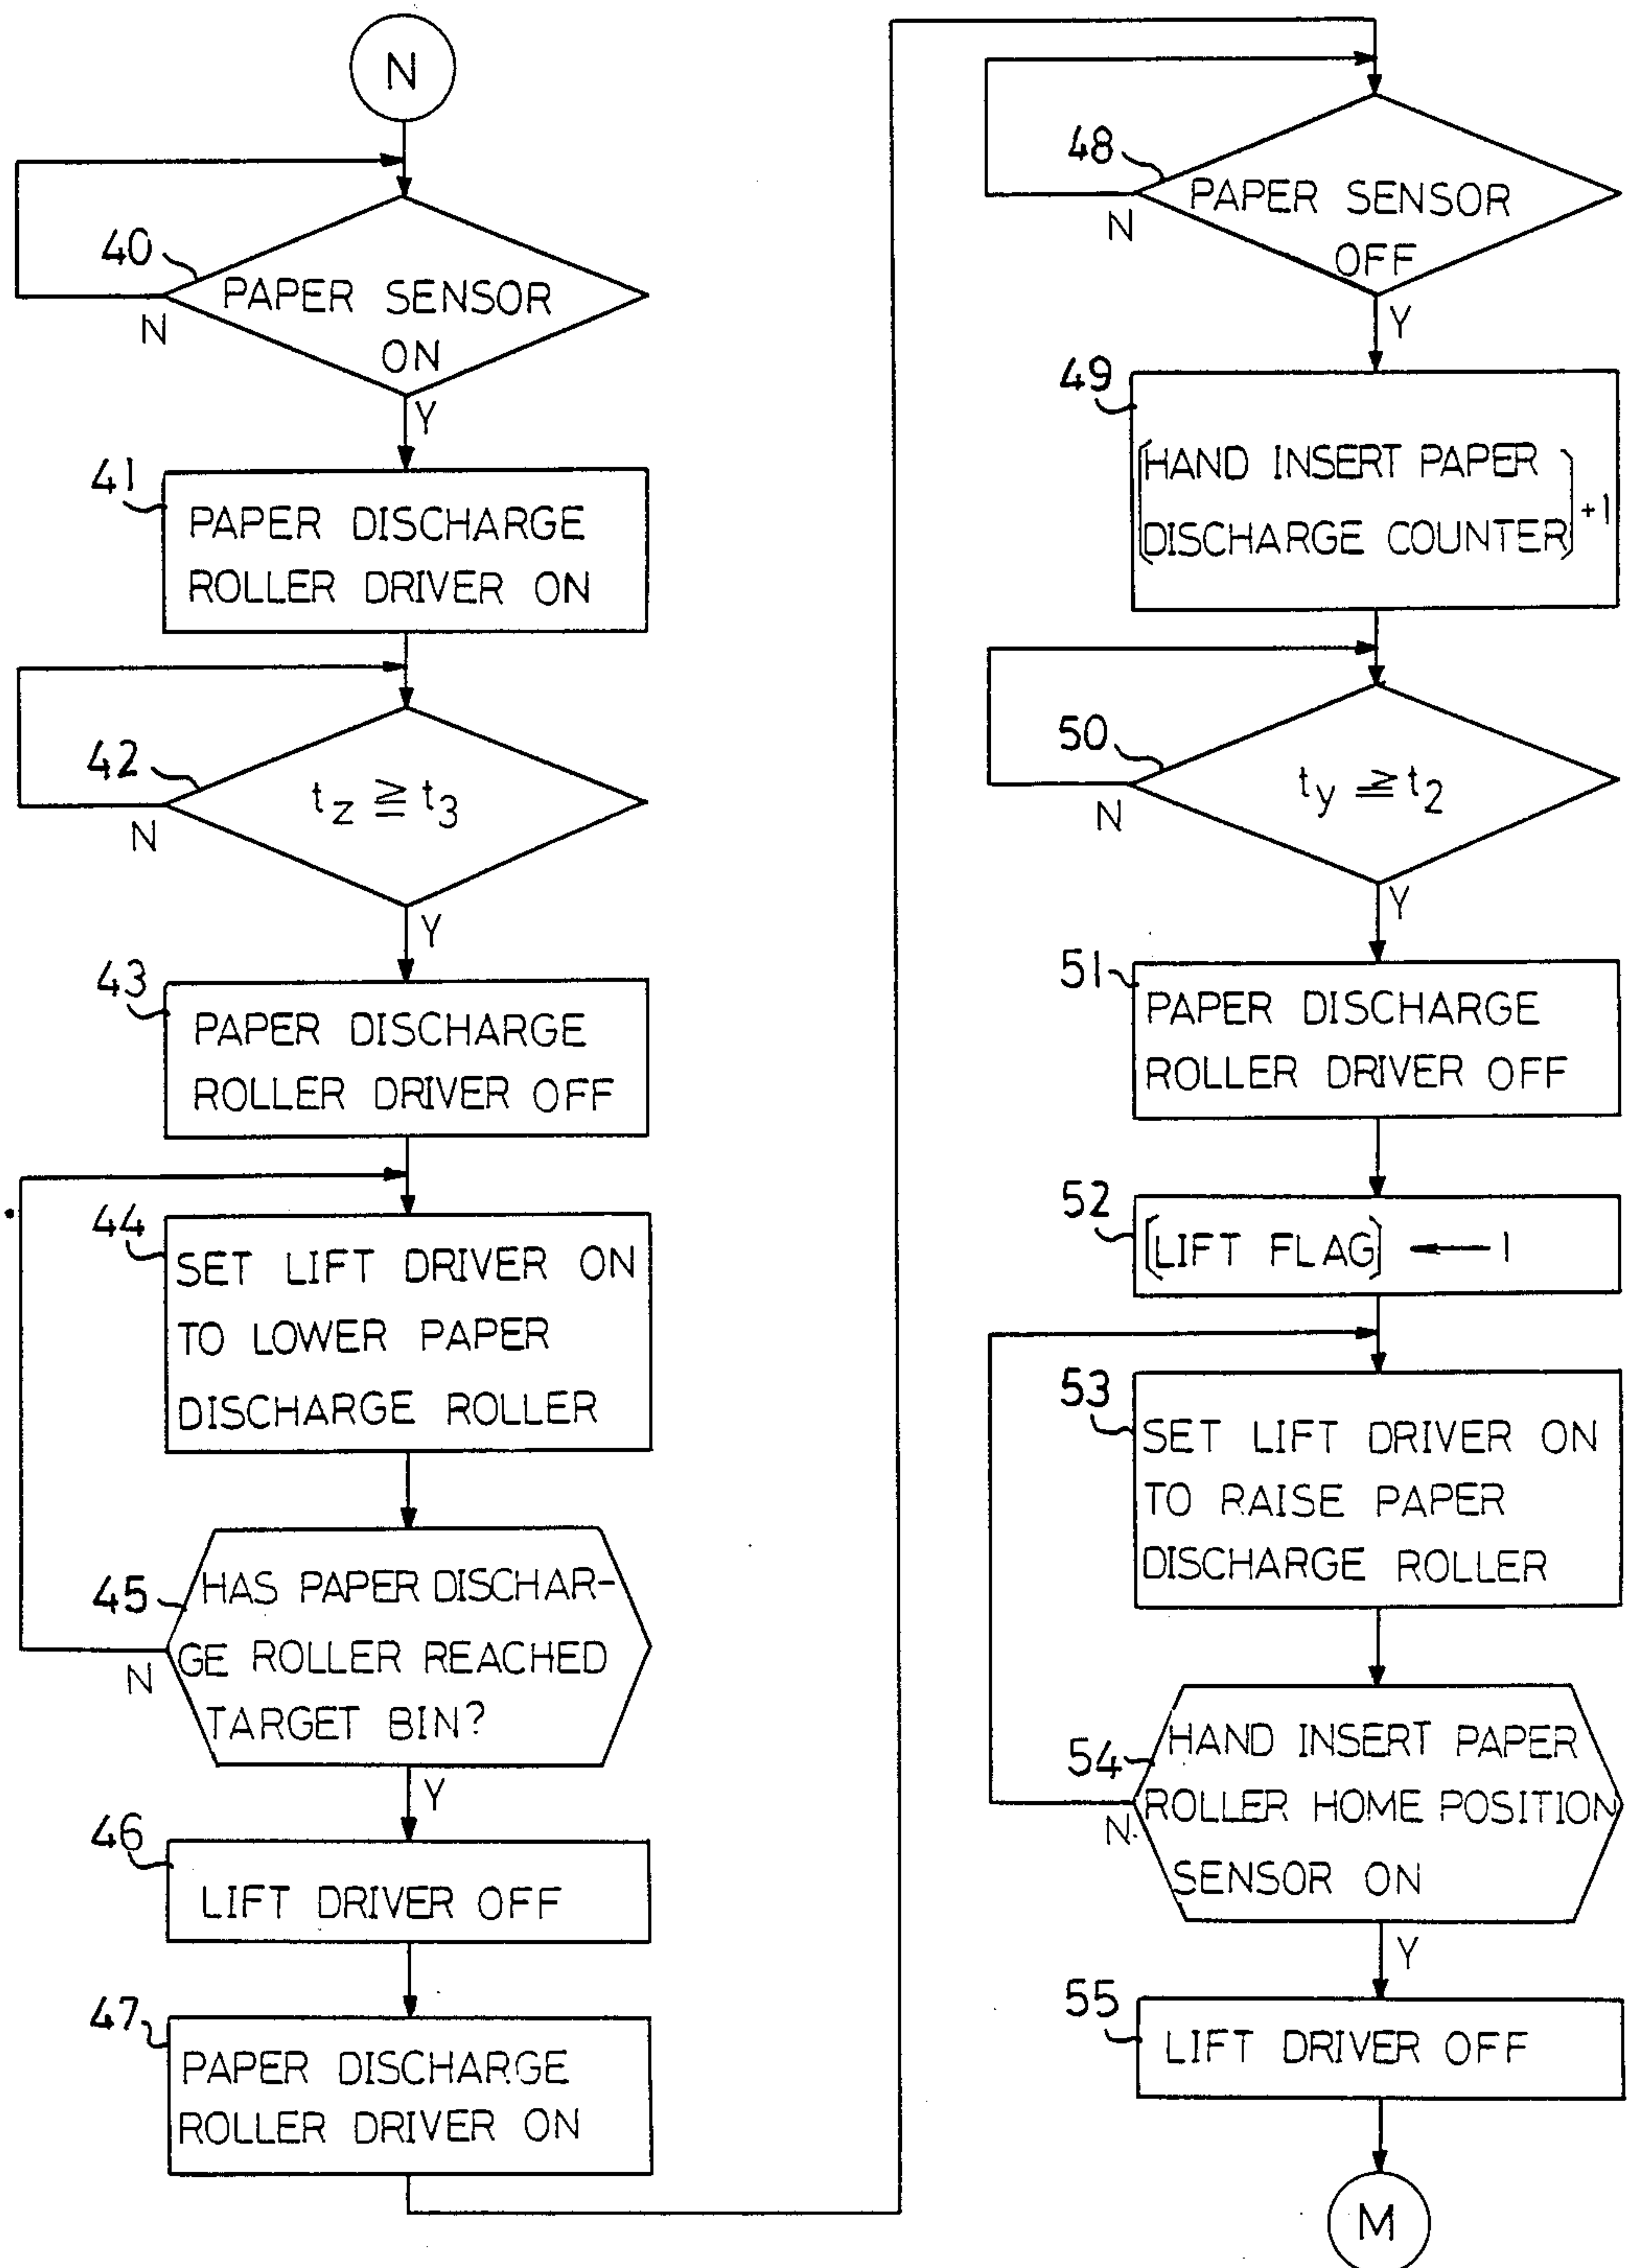 N
40
PAPER SENSOR
ON
N
Y
41
PAPER DISCHARGE
ROLLER DRIVER ON
42
tz ≧ t3
N
Y
43
PAPER DISCHARGE
ROLLER DRIVER OFF
44
SET LIFT DRIVER ON
TO LOWER PAPER
DISCHARGE ROLLER
45
HAS PAPER DISCHAR-
GE ROLLER REACHED
TARGET BIN?
N
Y
46
LIFT DRIVER OFF
47
PAPER DISCHARGE
ROLLER DRIVER ON
48
PAPER SENSOR
OFF
N
Y
49
[HAND INSERT PAPER
DISCHARGE COUNTER] +1
50
ty ≧ t2
N
Y
51
PAPER DISCHARGE
ROLLER DRIVER OFF
52
[LIFT FLAG] ← 1
53
SET LIFT DRIVER ON
TO RAISE PAPER
DISCHARGE ROLLER
54
HAND INSERT PAPER
ROLLER HOME POSITION
SENSOR ON
N
Y
55
LIFT DRIVER OFF
M